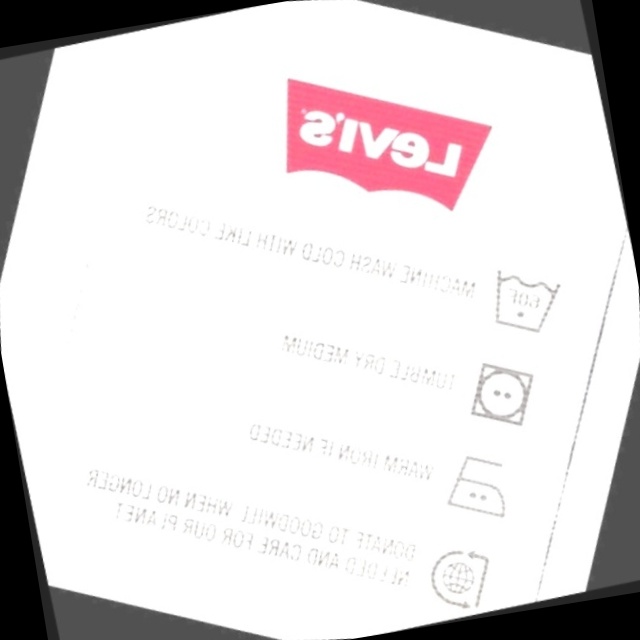 Levi's
MACHINE WASH COLD WITH LIKE COLORS
80F
TUMBLE DRY MEDIUM
WARM IRON IF NEEDED
DONATE TO GOODWILL WHEN NO LONGER
NEEDED AND CARE FOR OUR PLANET